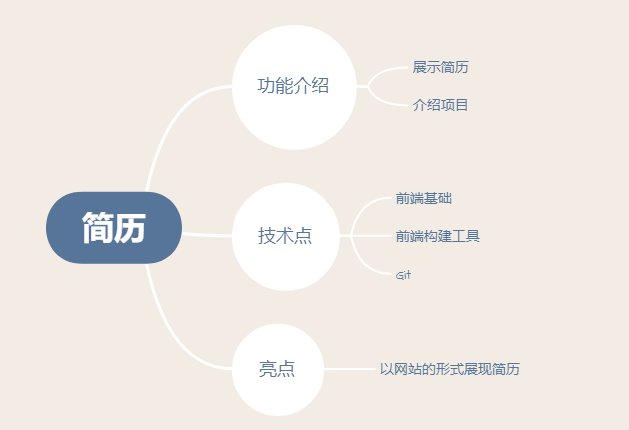 简历
功能介绍
展示简历
介绍项目
技术点
前端基础
前端构建工具
Git
亮点
以网站的形式展现简历